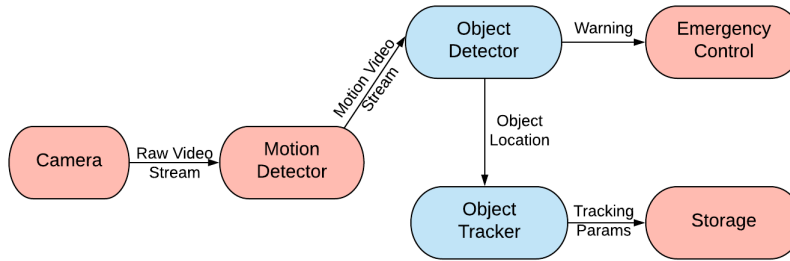 Camera
Raw Video
Stream
Motion
Detector
Motion Video
Stream
Object
Detector
Warning
Emergency
Control
Object
Location
Object
Tracker
Tracking
Params
Storage